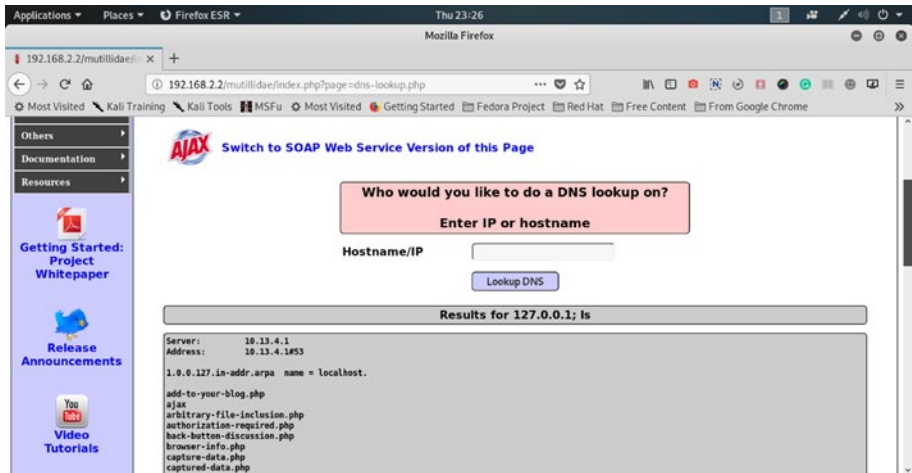 Applications Places Firefox ESR Thu 23:26 1
Mozilla Firefox
192.168.2.2/mutillidae/i × +
192.168.2.2/mutillidae/index.php?page=dns-lookup.php
Most Visited Kali Training Kali Tools MSFu Most Visited Getting Started Fedora Project Red Hat Free Content From Google Chrome »
Others
Documentation
Resources
Getting Started:
Project
Whitepaper
Release
Announcements
You
Tube
Video
Tutorials
AJAX Switch to SOAP Web Service Version of this Page
Who would you like to do a DNS lookup on?
Enter IP or hostname
Hostname/IP
Lookup DNS
Results for 127.0.0.1; ls
Server: 10.13.4.1
Address: 10.13.4.1#53
1.0.0.127.in-addr.arpa name = localhost.
add-to-your-blog.php
ajax
arbitrary-file-inclusion.php
authorization-required.php
back-button-discussion.php
browser-info.php
capture-data.php
captured-data.php